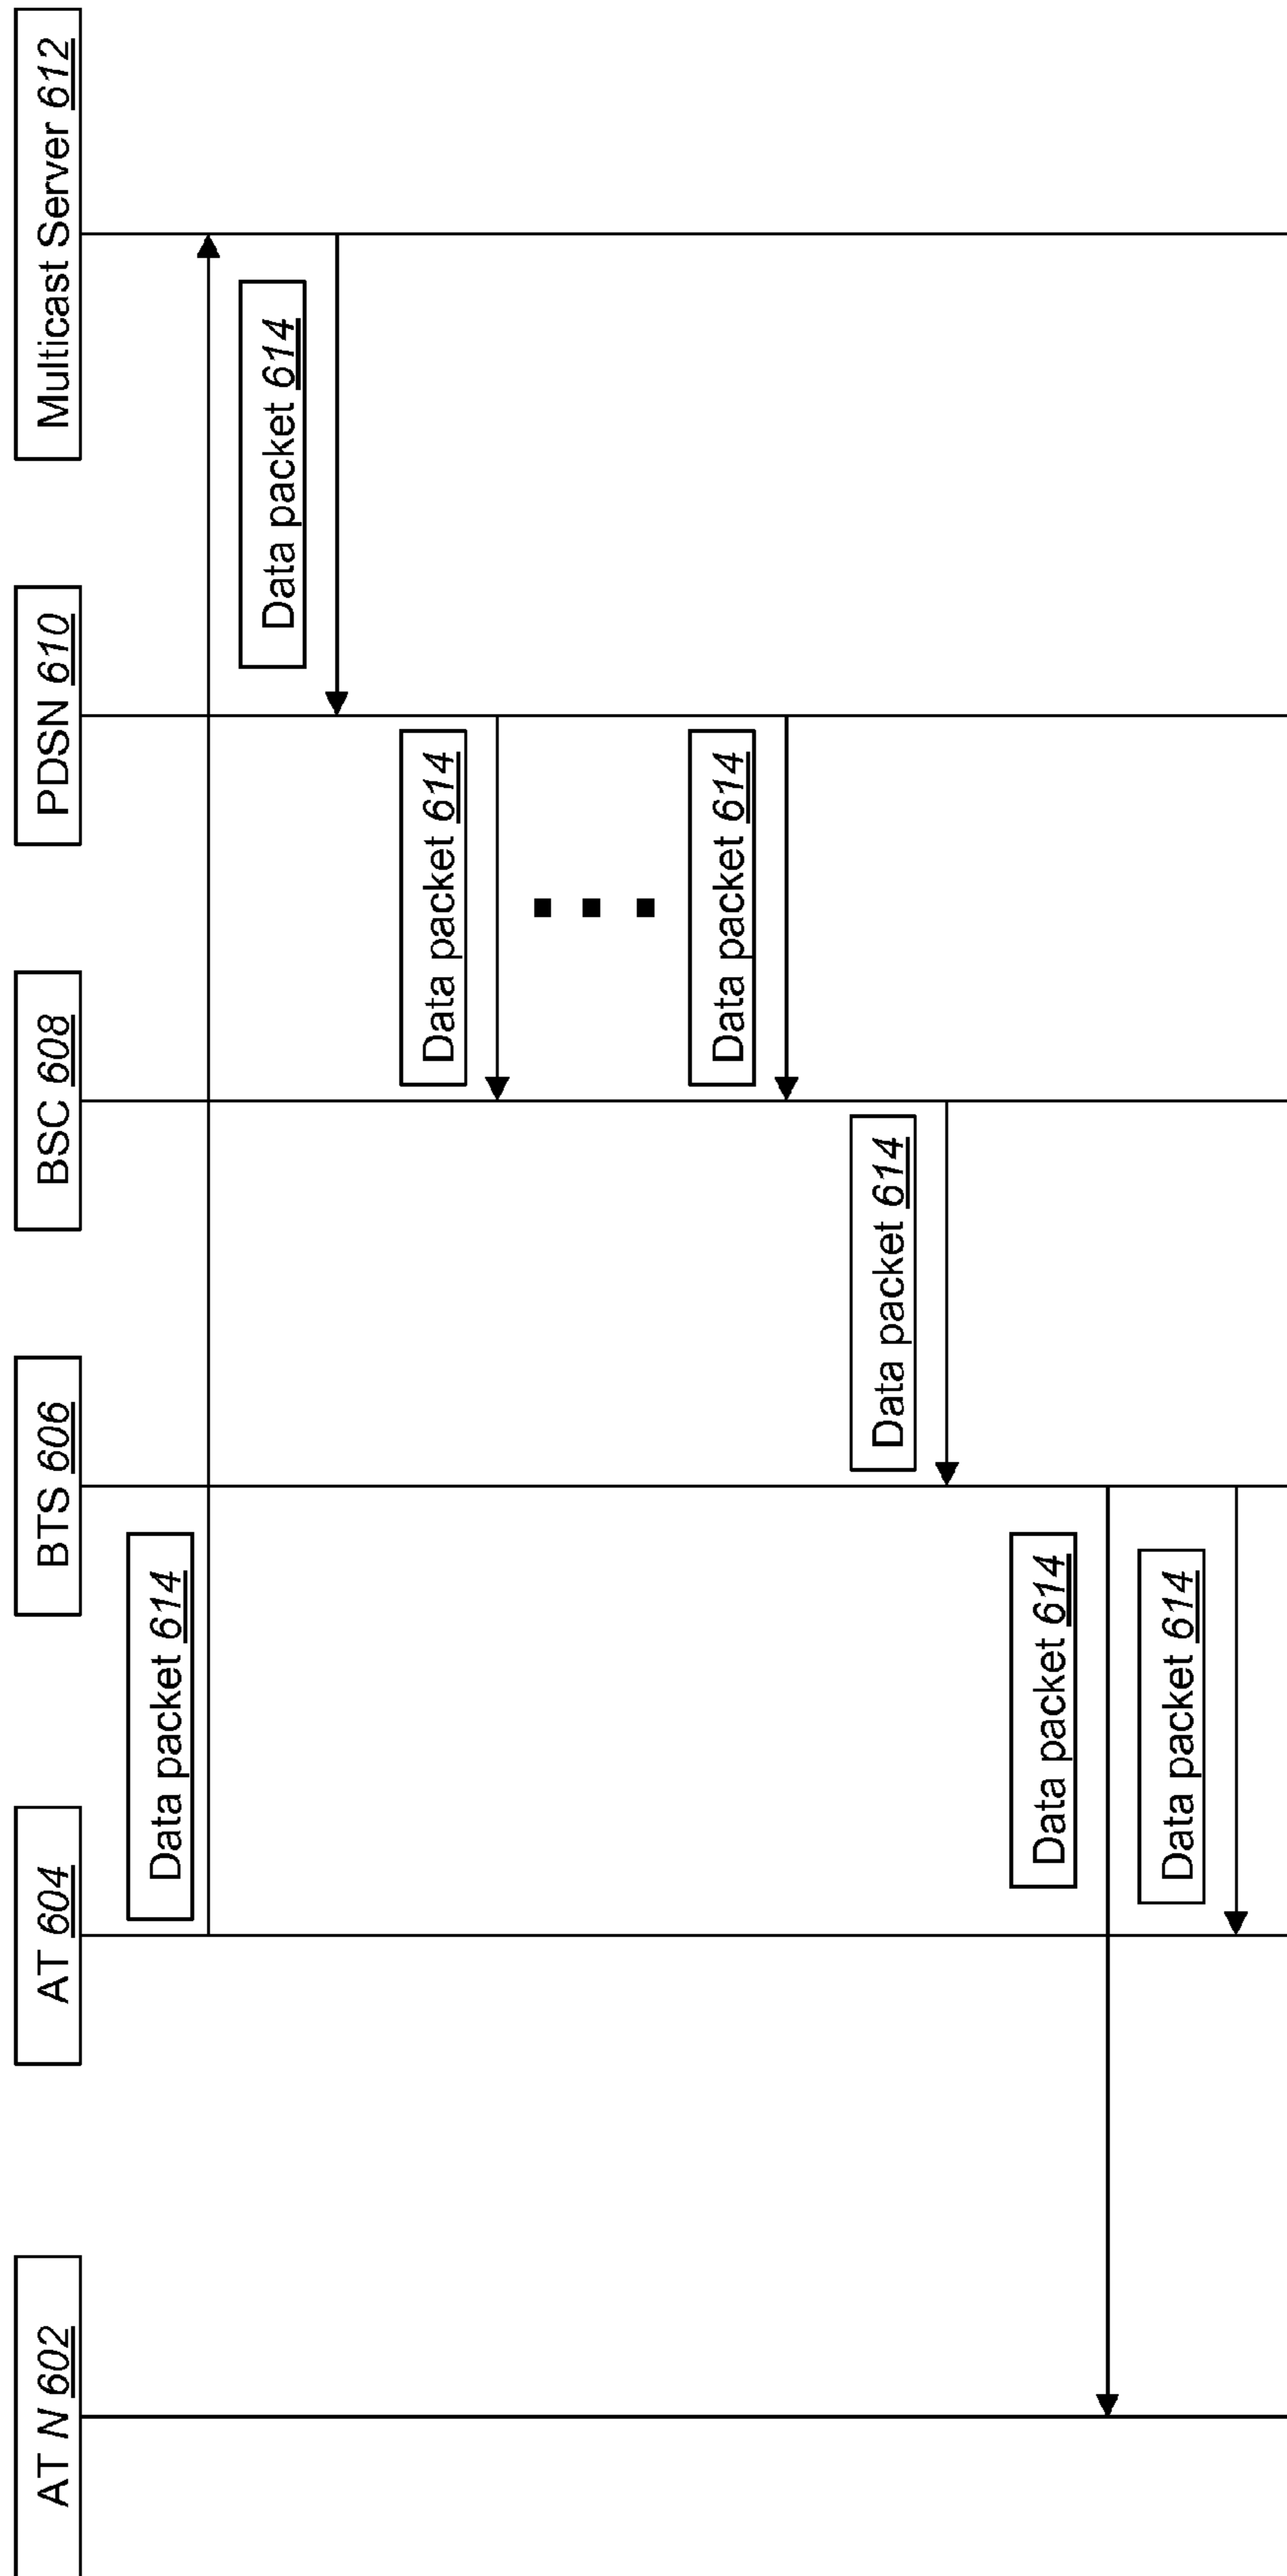 AT N 602
AT 604
BTS 606
BSC 608
PDSN 610
Multicast Server 612
Data packet 614
Data packet 614
Data packet 614
Data packet 614
Data packet 614
Data packet 614
Data packet 614